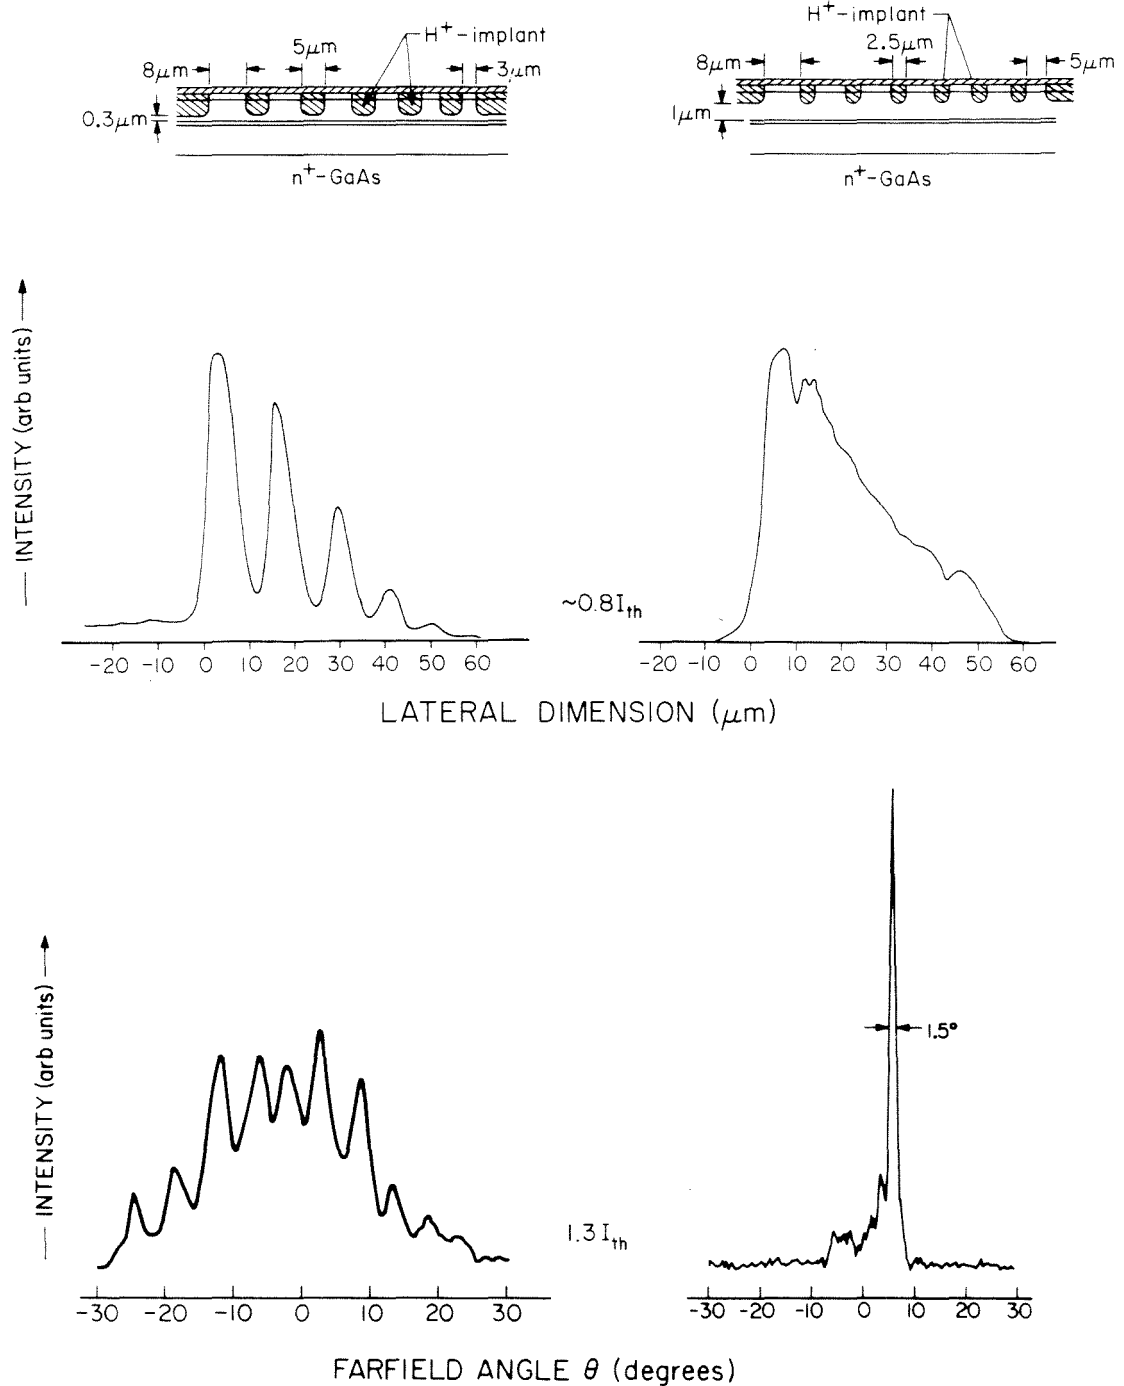 H⁺-implant
5μm
8μm
3μm
0.3μm
n⁺-GaAs
H⁺-implant
2.5μm
8μm
5μm
1μm
n⁺-GaAs
INTENSITY (arb units)
~0.8Iₜₕ
-20 -10 0 10 20 30 40 50 60
-20 -10 0 10 20 30 40 50 60
LATERAL DIMENSION (μm)
INTENSITY (arb units)
1.5°
1.3 Iₜₕ
-30 -20 -10 0 10 20 30
-30 -20 -10 0 10 20 30
FARFIELD ANGLE θ (degrees)